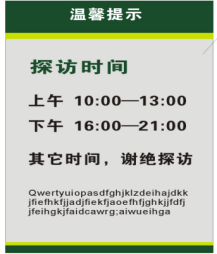 温馨提示
探访时间
上午 10:00—13:00
下午 16:00—21:00
其它时间，谢绝探访
Qwertyuiopasdfghjklzdeihajdkk
jfiefhkfjjadjfiekfjaoefhfjghkjjfdfj
jfeihgkjfaidcawrg;aiwueihga